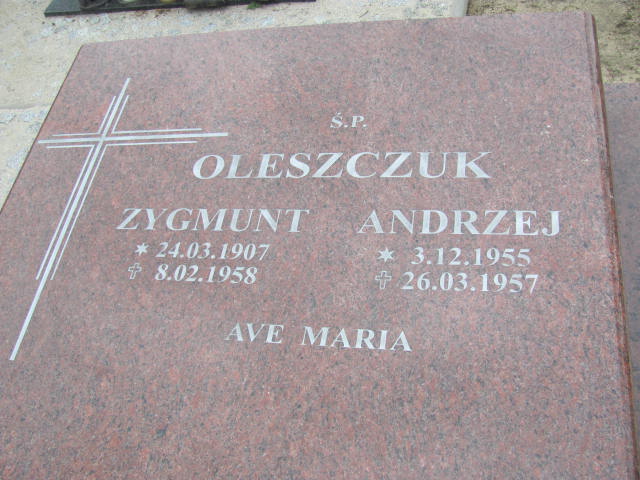 Ś.P.
OLESZCZUK
ZYGMUNT ANDRZEJ
* 24.03.1907 * 3.12.1955
✝ 8.02.1958 ✝ 26.03.1957
AVE MARIA